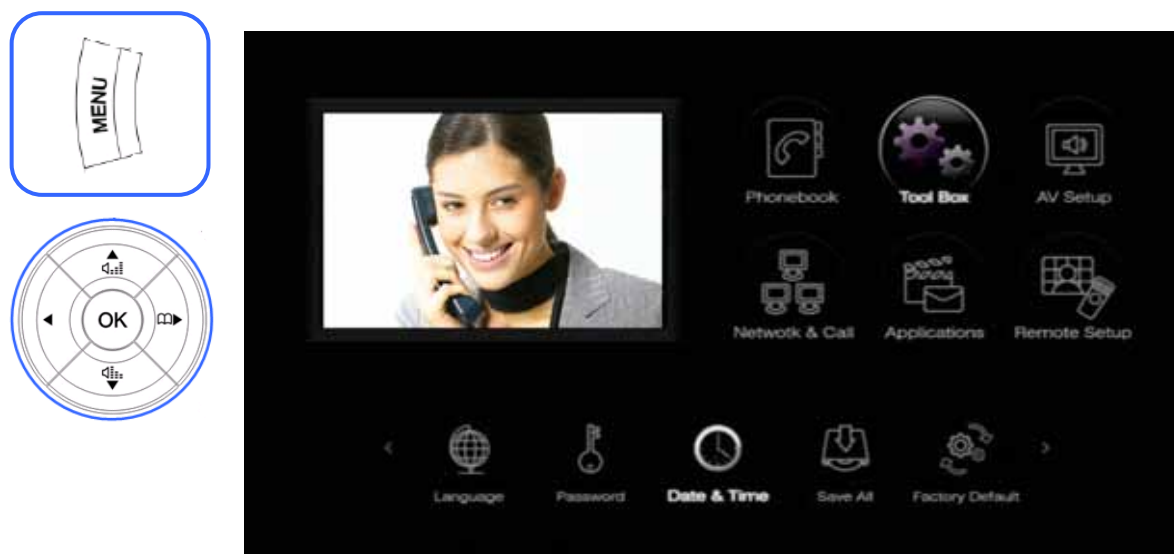 MENU
OK
Phonebook Tool Box AV Setup
Netwotk & Call Applications Remote Setup
Language Password Date & Time Save All Factory Default